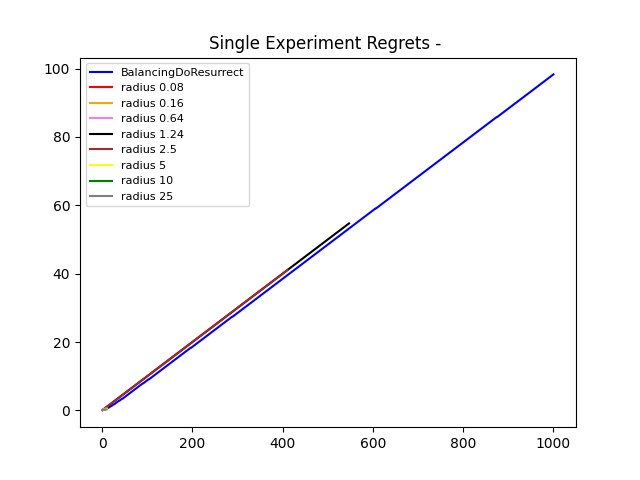 Single Experiment Regrets -
100
80
60
40
20
0
BalancingDoResurrect
radius 0.08
radius 0.16
radius 0.64
radius 1.24
radius 2.5
radius 5
radius 10
radius 25
0 200 400 600 800 1000